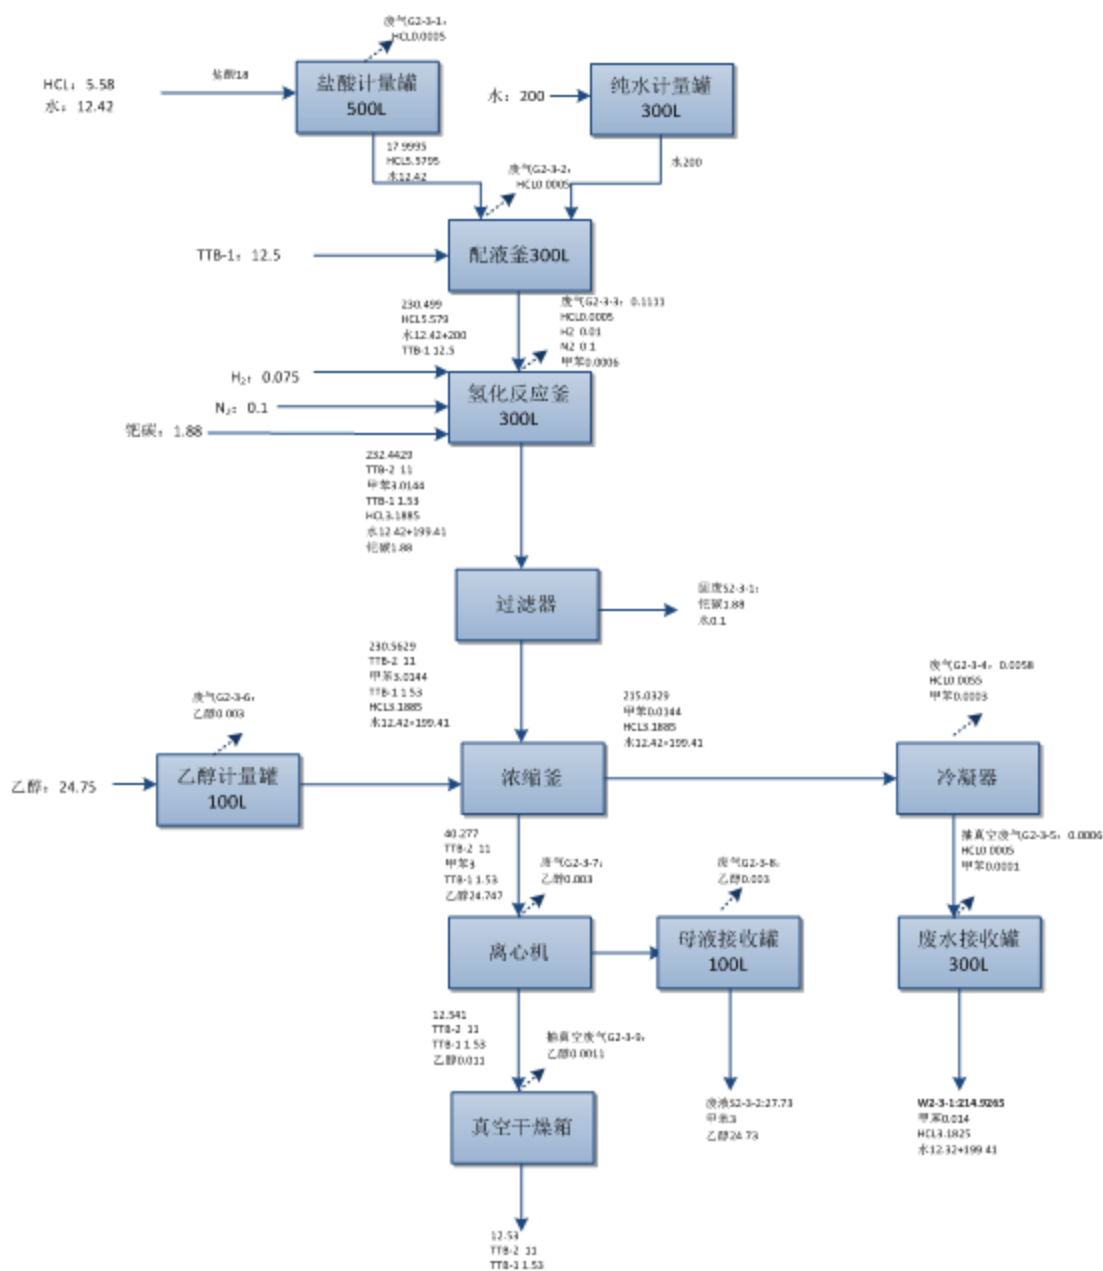 废气G2-3-1：
HCL0.0005
HCL：5.58
水：12.42
盐酸18
盐酸计量罐
500L
水：200
纯水计量罐
300L
17.9995
HCL5.5795
水12.42
废气G2-3-2：
HCL0.0005
水200
TTB-1：12.5
配液釜300L
230.499
HCL5.579
水12.42+200
TTB-1 12.5
废气G2-3-3：0.1111
HCL0.0005
H2 0.01
N2 0.1
甲苯0.0006
H₂：0.075
N₂：0.1
钯碳：1.88
氢化反应釜
300L
232.4429
TTB-2 11
甲苯3.0144
TTB-1 1.53
HCL3.1885
水12.42+199.41
钯碳1.88
过滤器
固废S2-3-1：
钯碳1.88
水0.1
230.5629
TTB-2 11
甲苯3.0144
TTB-1 1.53
HCL3.1885
水12.42+199.41
215.0329
甲苯0.0144
HCL3.1885
水12.42+199.41
废气G2-3-4：0.0058
HCL0.0055
甲苯0.0003
废气G2-3-6：
乙醇0.003
乙醇：24.75
乙醇计量罐
100L
浓缩釜
冷凝器
40.277
TTB-2 11
甲苯3
TTB-1 1.53
乙醇24.747
废气G2-3-7：
乙醇0.003
废气G2-3-8：
乙醇0.003
抽真空废气G2-3-5：0.0006
HCL0.0005
甲苯0.0001
离心机
母液接收罐
100L
废水接收罐
300L
12.541
TTB-2 11
TTB-1 1.53
乙醇0.011
抽真空废气G2-3-9：
乙醇0.0011
真空干燥箱
废液S2-3-2:27.73
甲苯3
乙醇24.73
W2-3-1:214.9265
甲苯0.014
HCL3.1825
水12.32+199.41
12.53
TTB-2 11
TTB-1 1.53